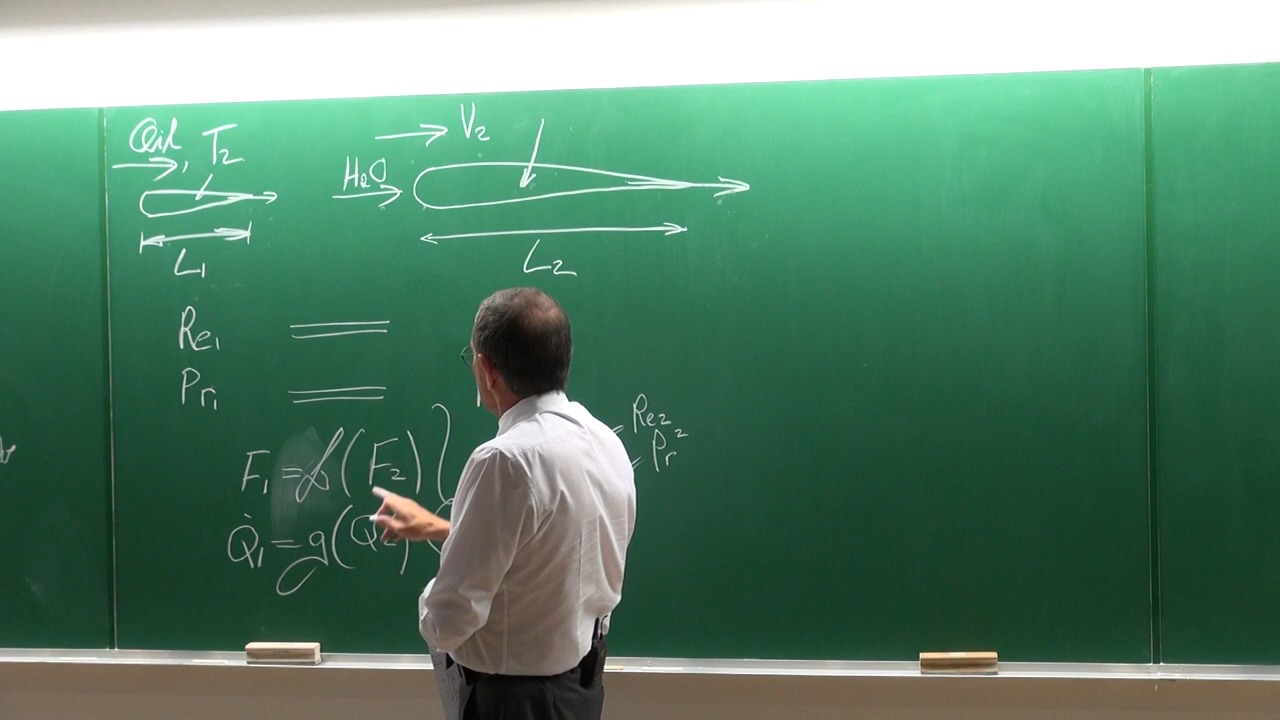 Oil, T₂
V₂
H₂O
L₁
L₂
Re₁ =
Pr₁ =
= Re₂
= Pr₂
F₁ = f(F₂)
Q̇₁ = g(Q̇₂)